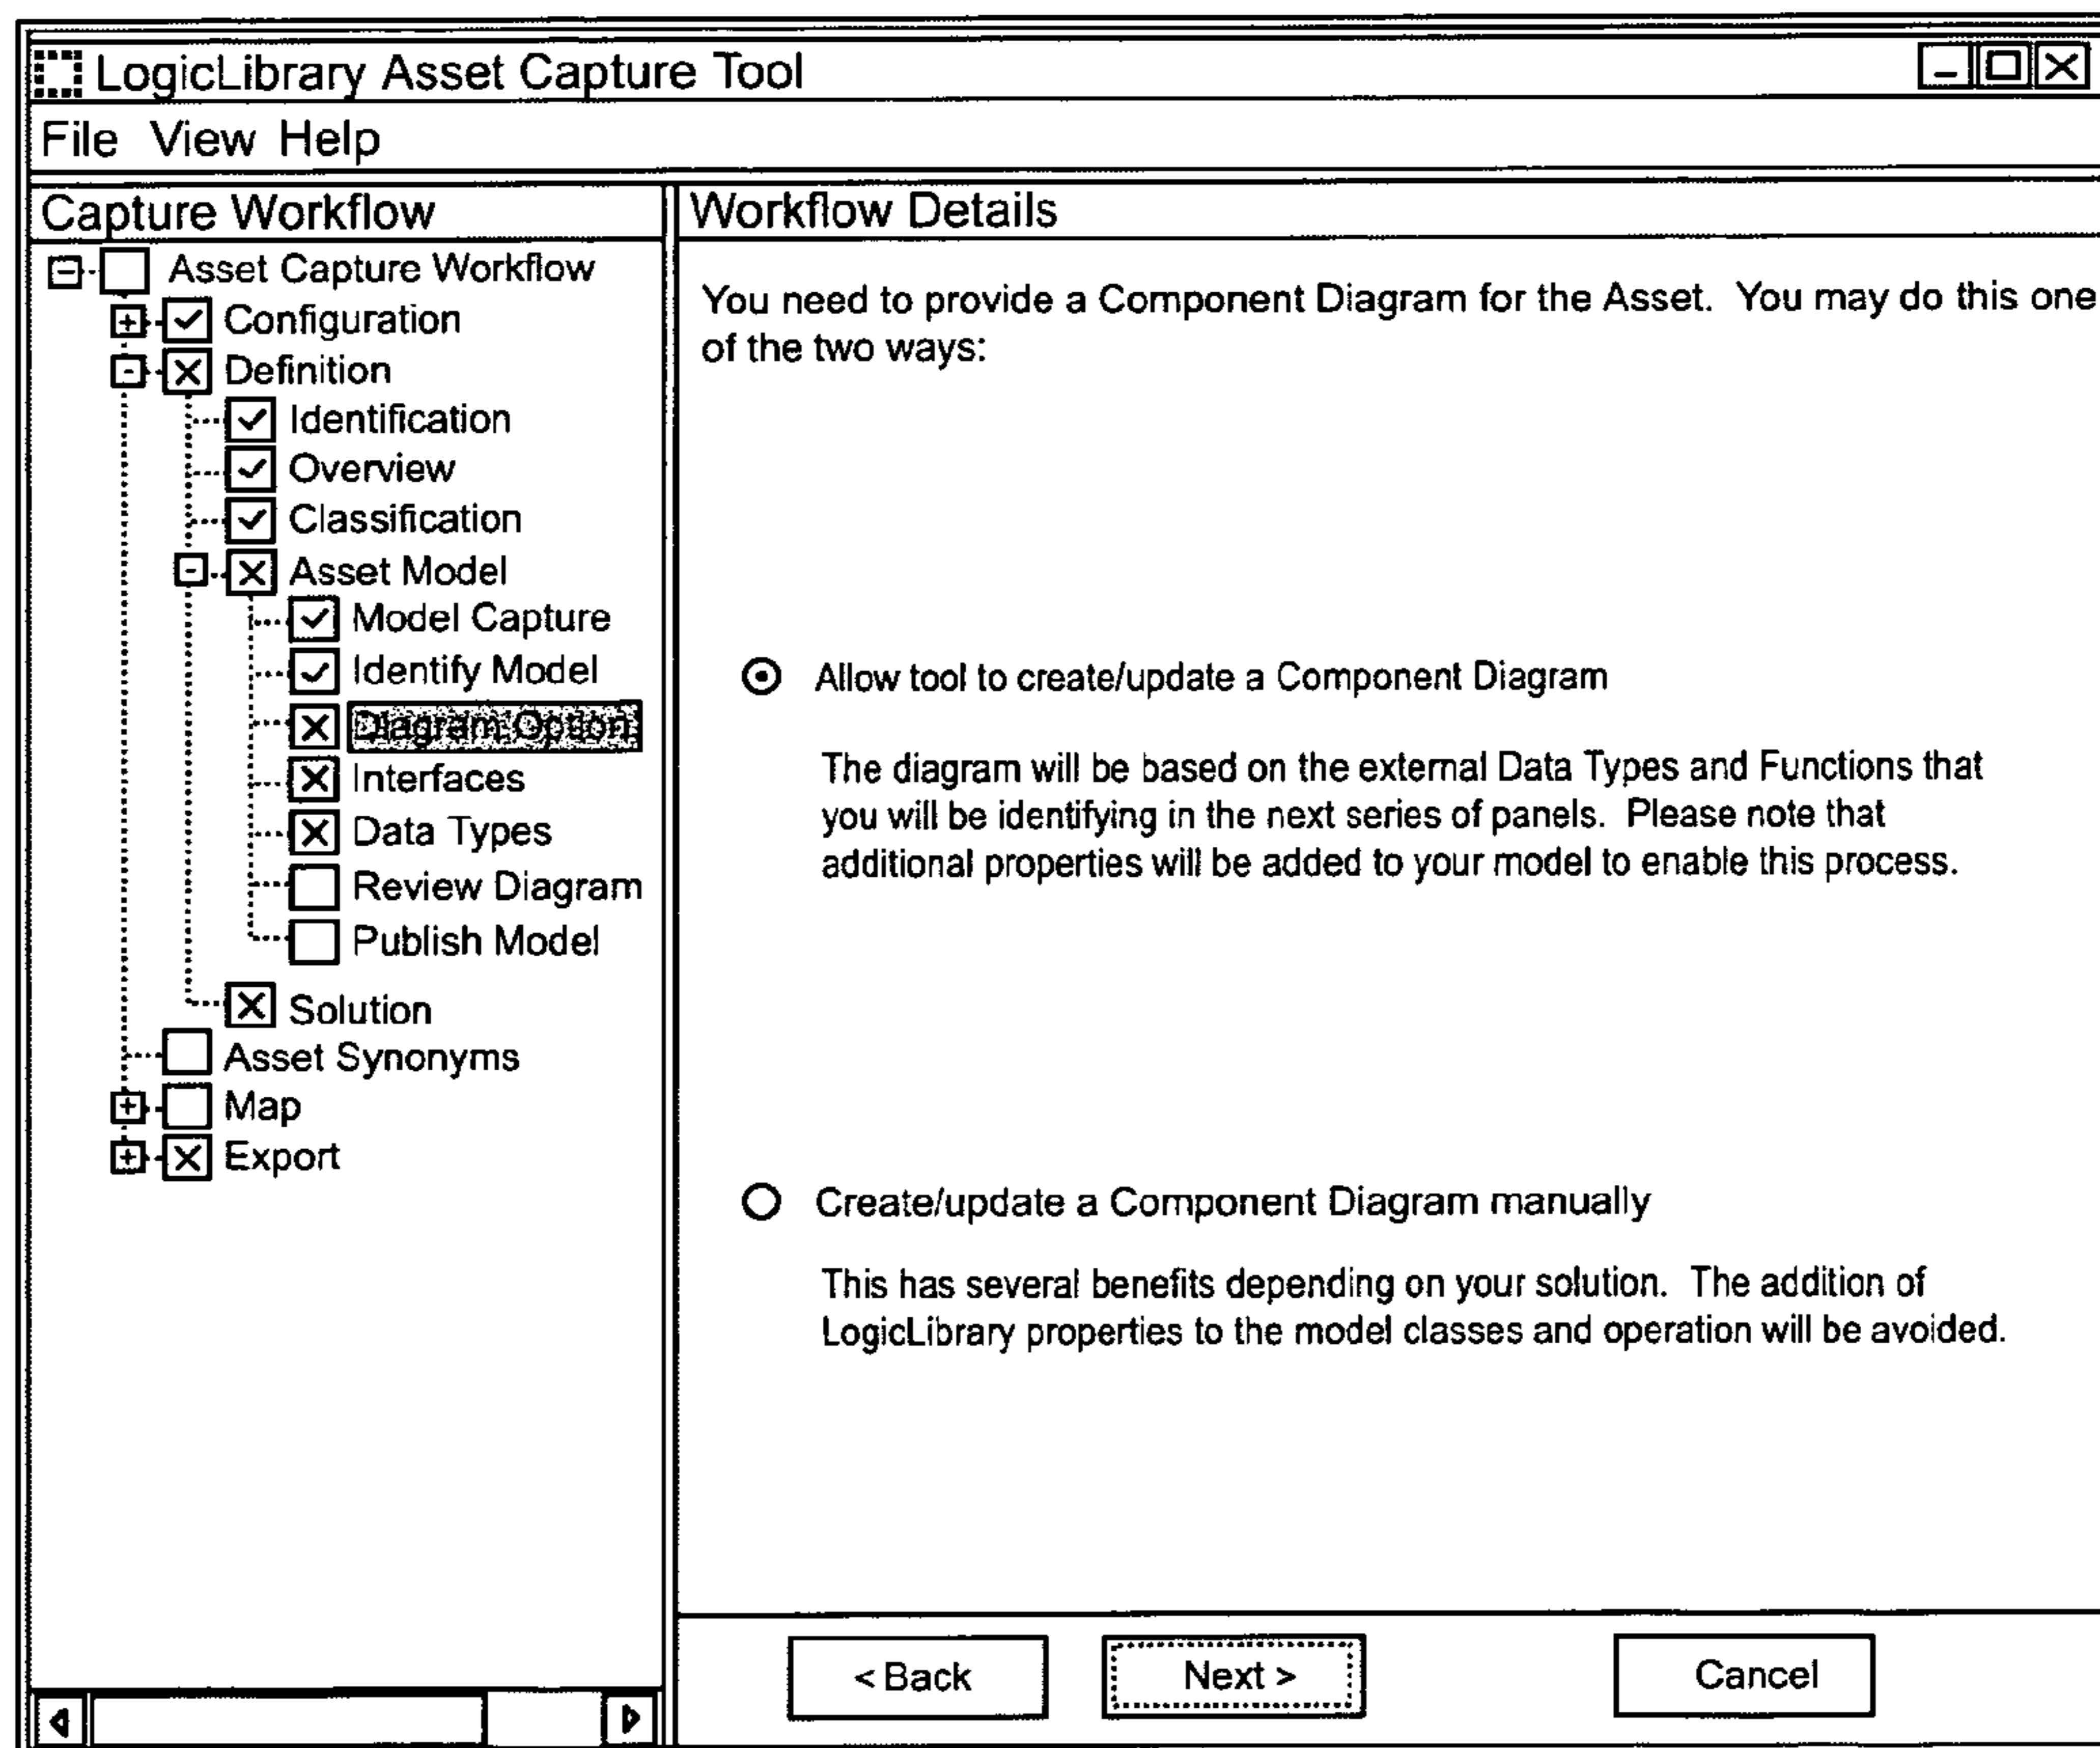 LogicLibrary Asset Capture Tool
File View Help
Capture Workflow
Asset Capture Workflow
Configuration
Definition
Identification
Overview
Classification
Asset Model
Model Capture
Identify Model
Diagram Option
Interfaces
Data Types
Review Diagram
Publish Model
Solution
Asset Synonyms
Map
Export
Workflow Details
You need to provide a Component Diagram for the Asset. You may do this one
of the two ways:
Allow tool to create/update a Component Diagram
The diagram will be based on the external Data Types and Functions that
you will be identifying in the next series of panels. Please note that
additional properties will be added to your model to enable this process.
Create/update a Component Diagram manually
This has several benefits depending on your solution. The addition of
LogicLibrary properties to the model classes and operation will be avoided.
< Back
Next >
Cancel